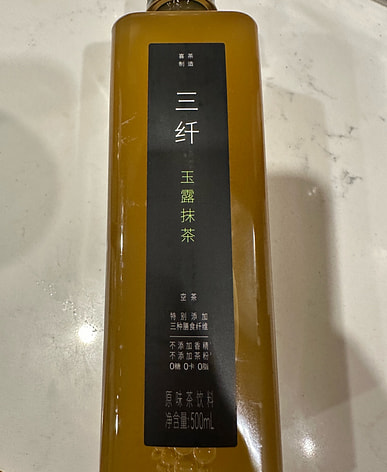 喜茶
制造
三纤
玉露抹茶
空茶
特别添加
三种膳食纤维
不添加香精
不添加茶粉
0糖 0卡 0脂
原味茶饮料
净含量:500mL